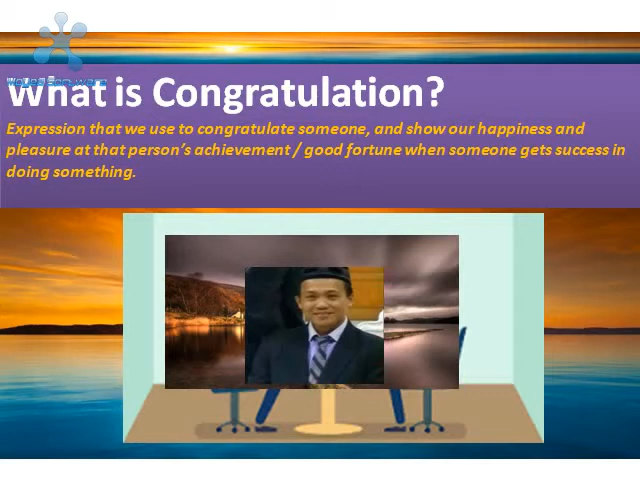 What is Congratulation?
Expression that we use to congratulate someone, and show our happiness and
pleasure at that person's achievement / good fortune when someone gets success in
doing something.